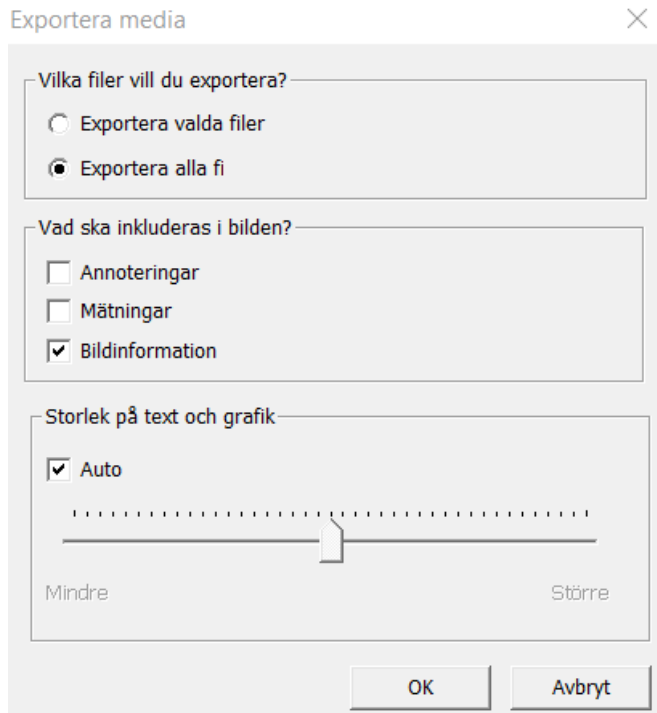 Exportera media
Vilka filer vill du exportera?
Exportera valda filer
Exportera alla fi
Vad ska inkluderas i bilden?
Annoteringar
Mätningar
Bildinformation
Storlek på text och grafik
Auto
Mindre Större
OK Avbryt